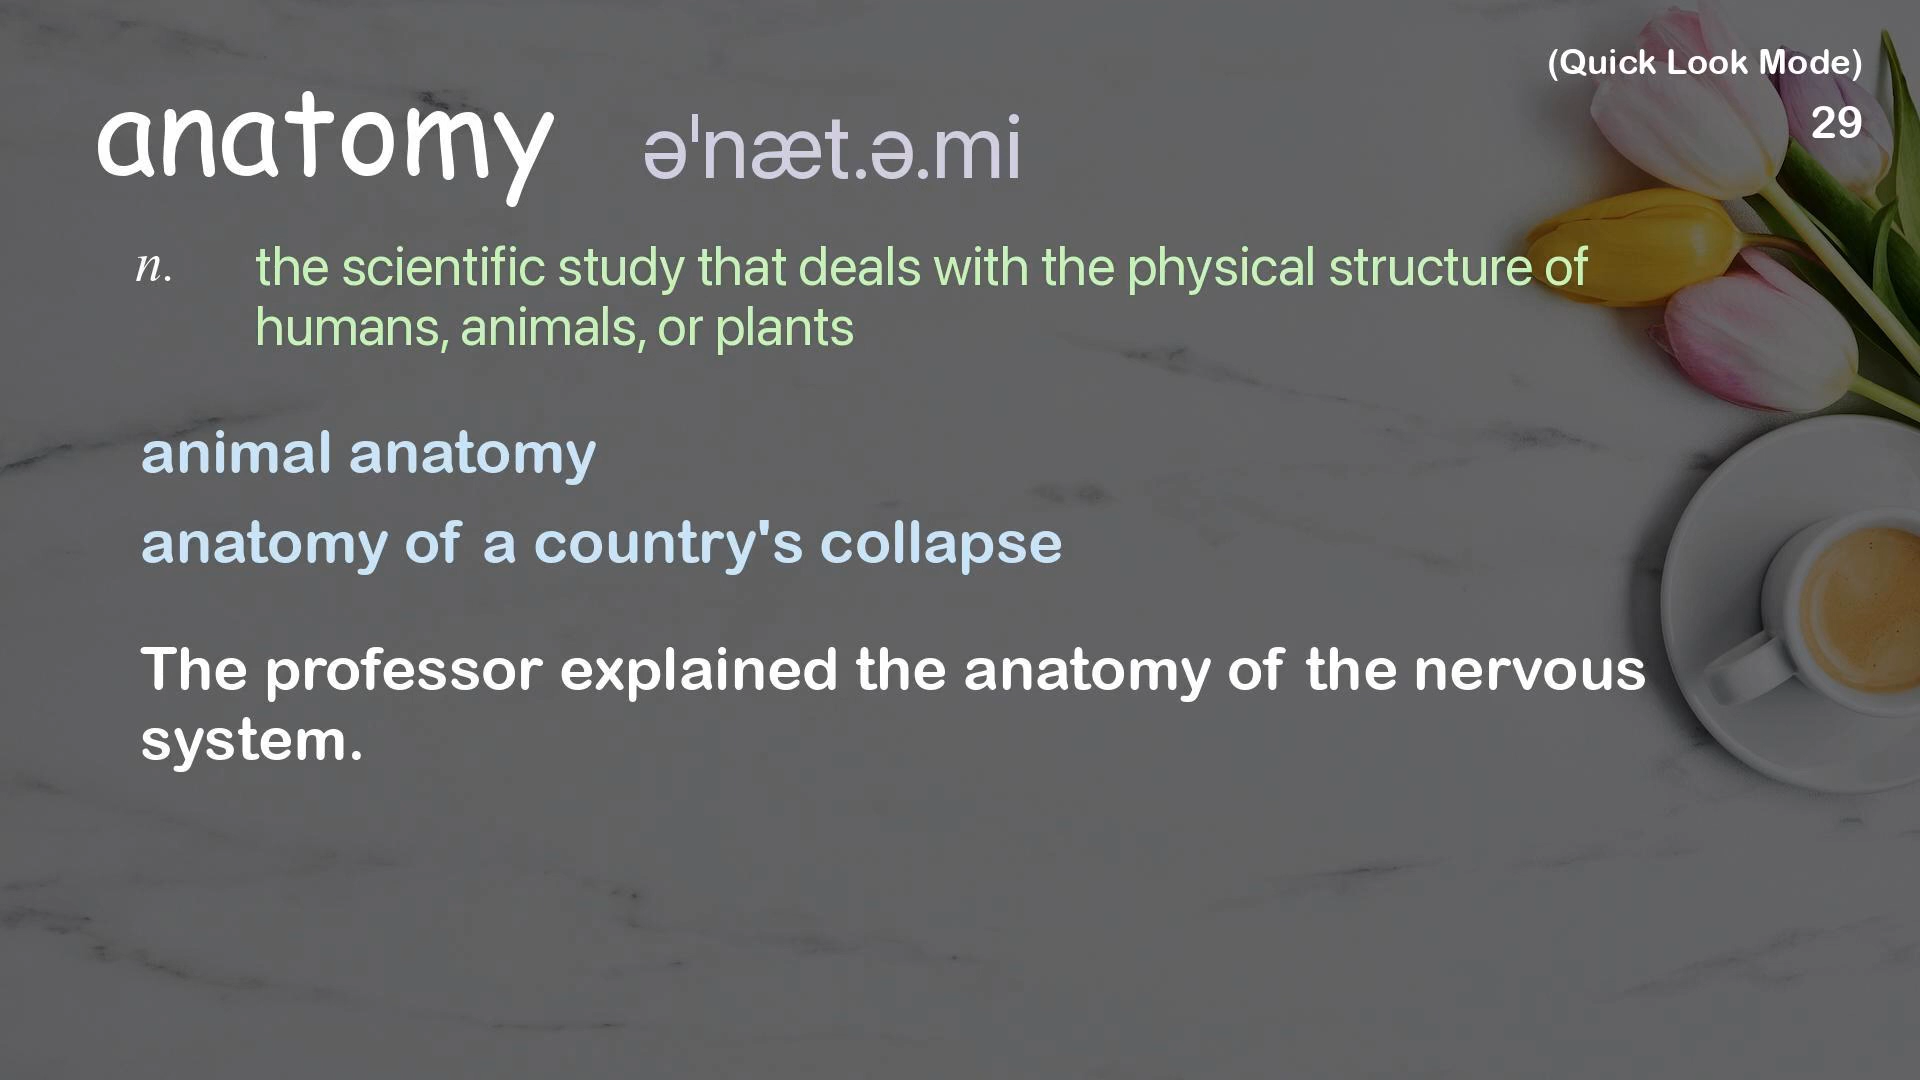 (Quick Look Mode)
29
anatomy əˈnæt.ə.mi
n. the scientific study that deals with the physical structure of
humans, animals, or plants
animal anatomy
anatomy of a country's collapse
The professor explained the anatomy of the nervous
system.